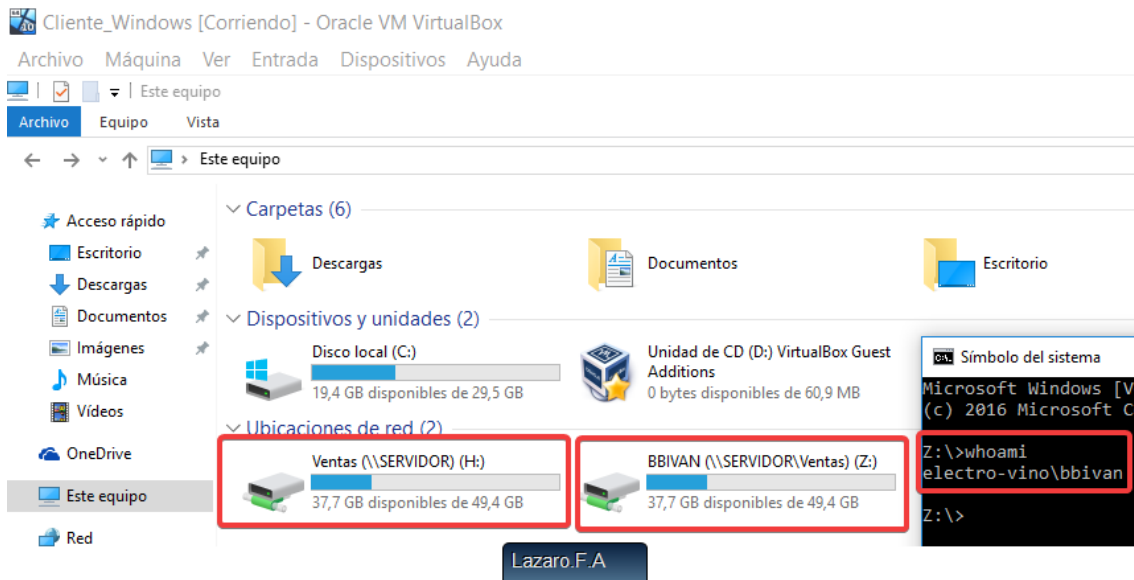 Cliente_Windows [Corriendo] - Oracle VM VirtualBox
Archivo Máquina Ver Entrada Dispositivos Ayuda
Este equipo
Archivo Equipo Vista
Este equipo
Acceso rápido
Escritorio
Descargas
Documentos
Imágenes
Música
Vídeos
OneDrive
Este equipo
Red
Carpetas (6)
Descargas
Documentos
Escritorio
Dispositivos y unidades (2)
Disco local (C:)
19,4 GB disponibles de 29,5 GB
Unidad de CD (D:) VirtualBox Guest
Additions
0 bytes disponibles de 60,9 MB
Ubicaciones de red (2)
Ventas (\\SERVIDOR) (H:)
37,7 GB disponibles de 49,4 GB
BBIVAN (\\SERVIDOR\Ventas) (Z:)
37,7 GB disponibles de 49,4 GB
Símbolo del sistema
Microsoft Windows [V
(c) 2016 Microsoft C
Z:\>whoami
electro-vino\bbivan
Z:\>
Lazaro.F.A